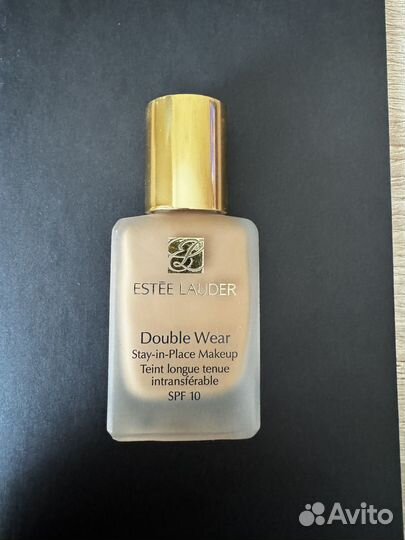 ESTĒE LAUDER
Double Wear
Stay-in-Place Makeup
Teint longue tenue
intransférable
SPF 10
Avito